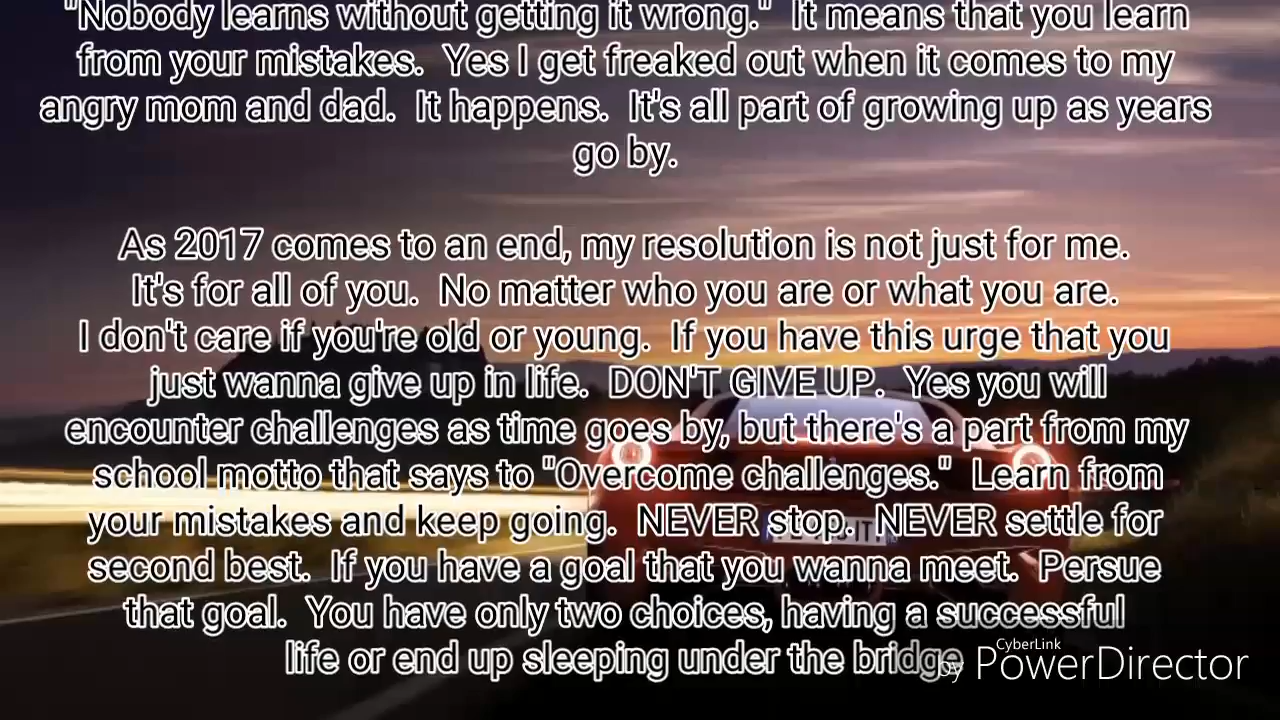 "Nobody learns without getting it wrong."  It means that you learn
from your mistakes.  Yes I get freaked out when it comes to my
angry mom and dad.  It happens.  It's all part of growing up as years
go by.
As 2017 comes to an end, my resolution is not just for me.
It's for all of you.  No matter who you are or what you are.
I don't care if you're old or young.  If you have this urge that you
just wanna give up in life.  DON'T GIVE UP.  Yes you will
encounter challenges as time goes by, but there's a part from my
school motto that says to "Overcome challenges."  Learn from
your mistakes and keep going.  NEVER stop.  NEVER settle for
second best.  If you have a goal that you wanna meet.  Persue
that goal.  You have only two choices, having a successful
life or end up sleeping under the bridge
CyberLink
by PowerDirector